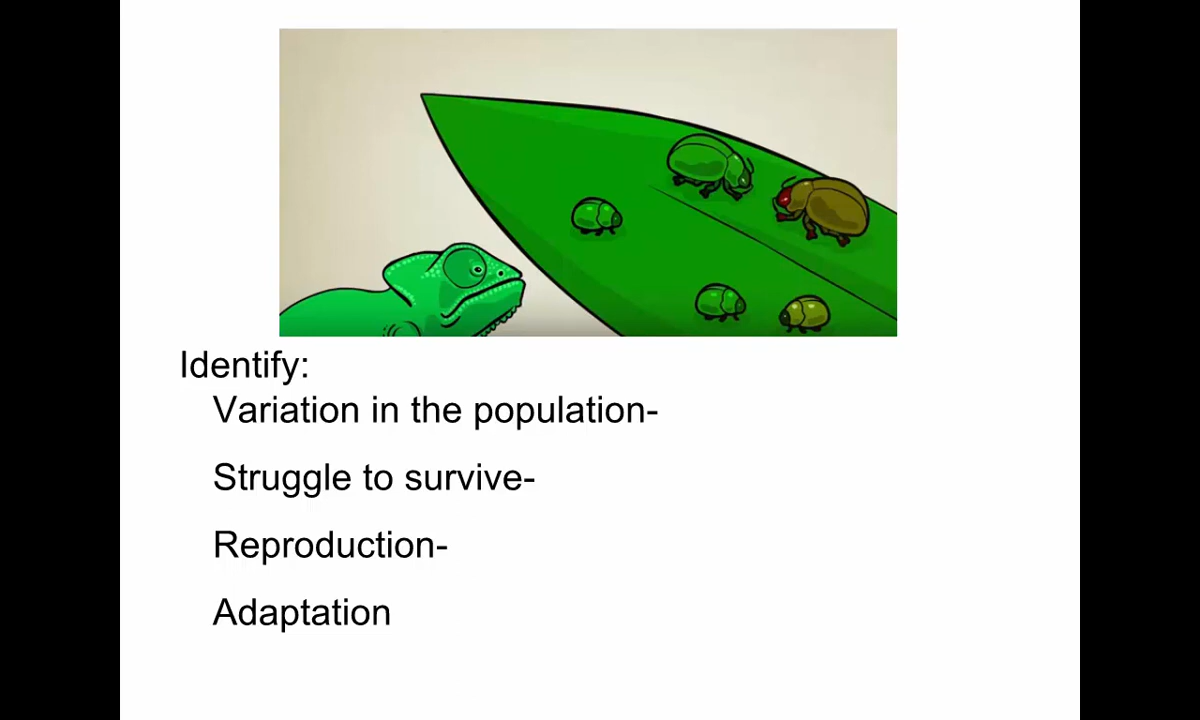 Identify:
Variation in the population-
Struggle to survive-
Reproduction-
Adaptation